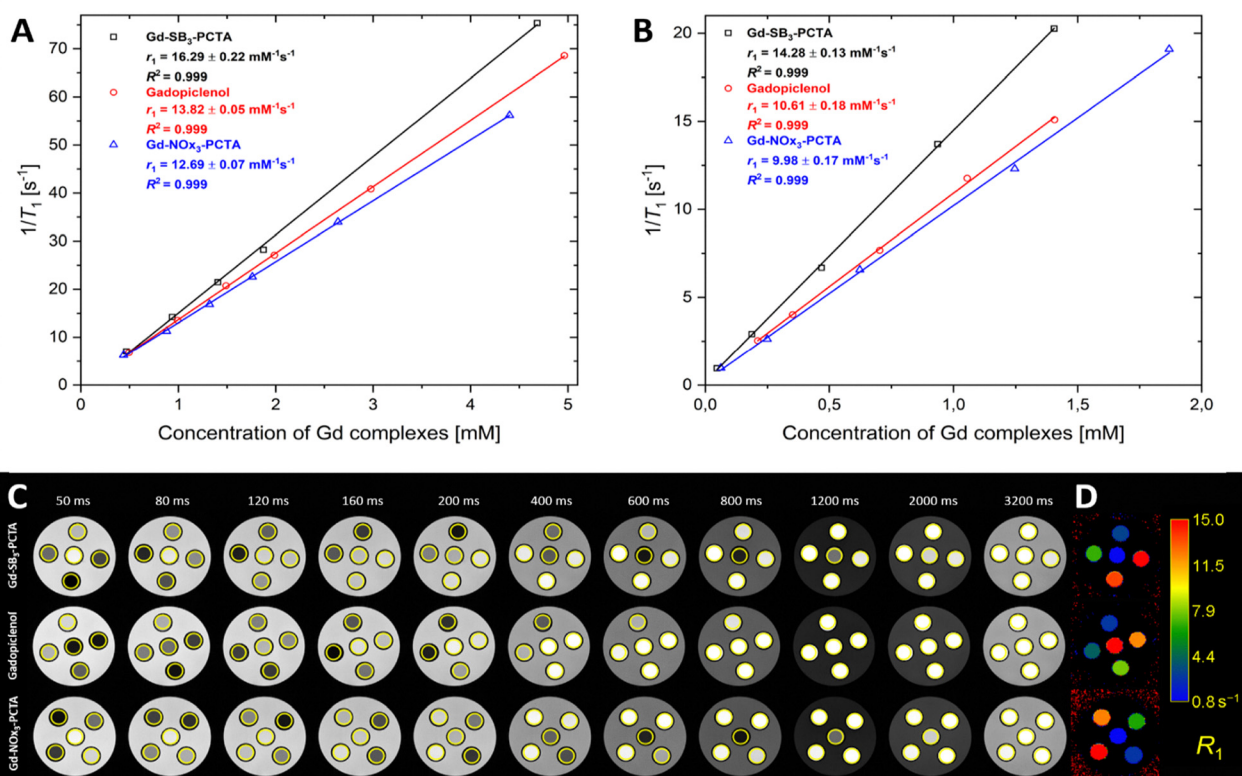 A
Gd-SB₃-PCTA
r₁ = 16.29 ± 0.22 mM⁻¹s⁻¹
R² = 0.999
Gadopiclenol
r₁ = 13.82 ± 0.05 mM⁻¹s⁻¹
R² = 0.999
Gd-NOx₃-PCTA
r₁ = 12.69 ± 0.07 mM⁻¹s⁻¹
R² = 0.999
1/T₁ [s⁻¹]
70
60
50
40
30
20
10
0
0 1 2 3 4 5
Concentration of Gd complexes [mM]
B
Gd-SB₃-PCTA
r₁ = 14.28 ± 0.13 mM⁻¹s⁻¹
R² = 0.999
Gadopiclenol
r₁ = 10.61 ± 0.18 mM⁻¹s⁻¹
R² = 0.999
Gd-NOx₃-PCTA
r₁ = 9.98 ± 0.17 mM⁻¹s⁻¹
R² = 0.999
1/T₁ [s⁻¹]
20
15
10
5
0
0,0 0,5 1,0 1,5 2,0
Concentration of Gd complexes [mM]
C
50 ms 80 ms 120 ms 160 ms 200 ms 400 ms 600 ms 800 ms 1200 ms 2000 ms 3200 ms
Gd-SB₃-PCTA
Gadopiclenol
Gd-NOx₃-PCTA
D
15.0
11.5
7.9
4.4
0.8 s⁻¹
R₁